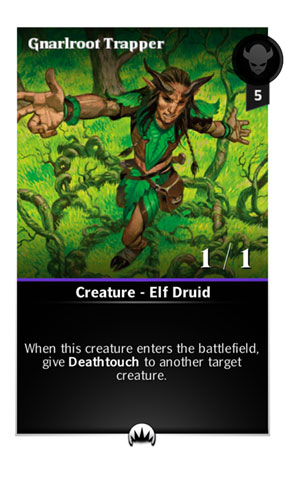 Gnarlroot Trapper
5
1 / 1
Creature - Elf Druid
When this creature enters the battlefield,
give Deathtouch to another target
creature.